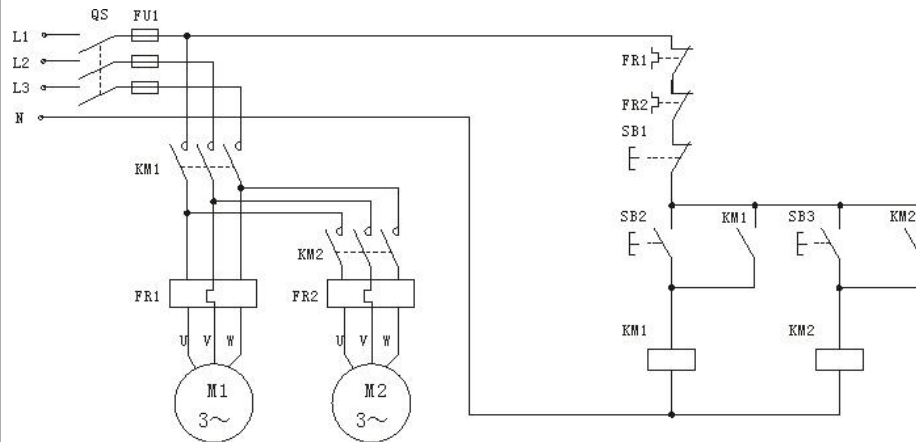 QS FU1
L1
L2
L3
N
FR1
FR2
SB1
KM1
SB2 KM1 SB3 KM2
KM2
FR1 FR2
KM1 KM2
U V W U V W
M1 M2
3～ 3～